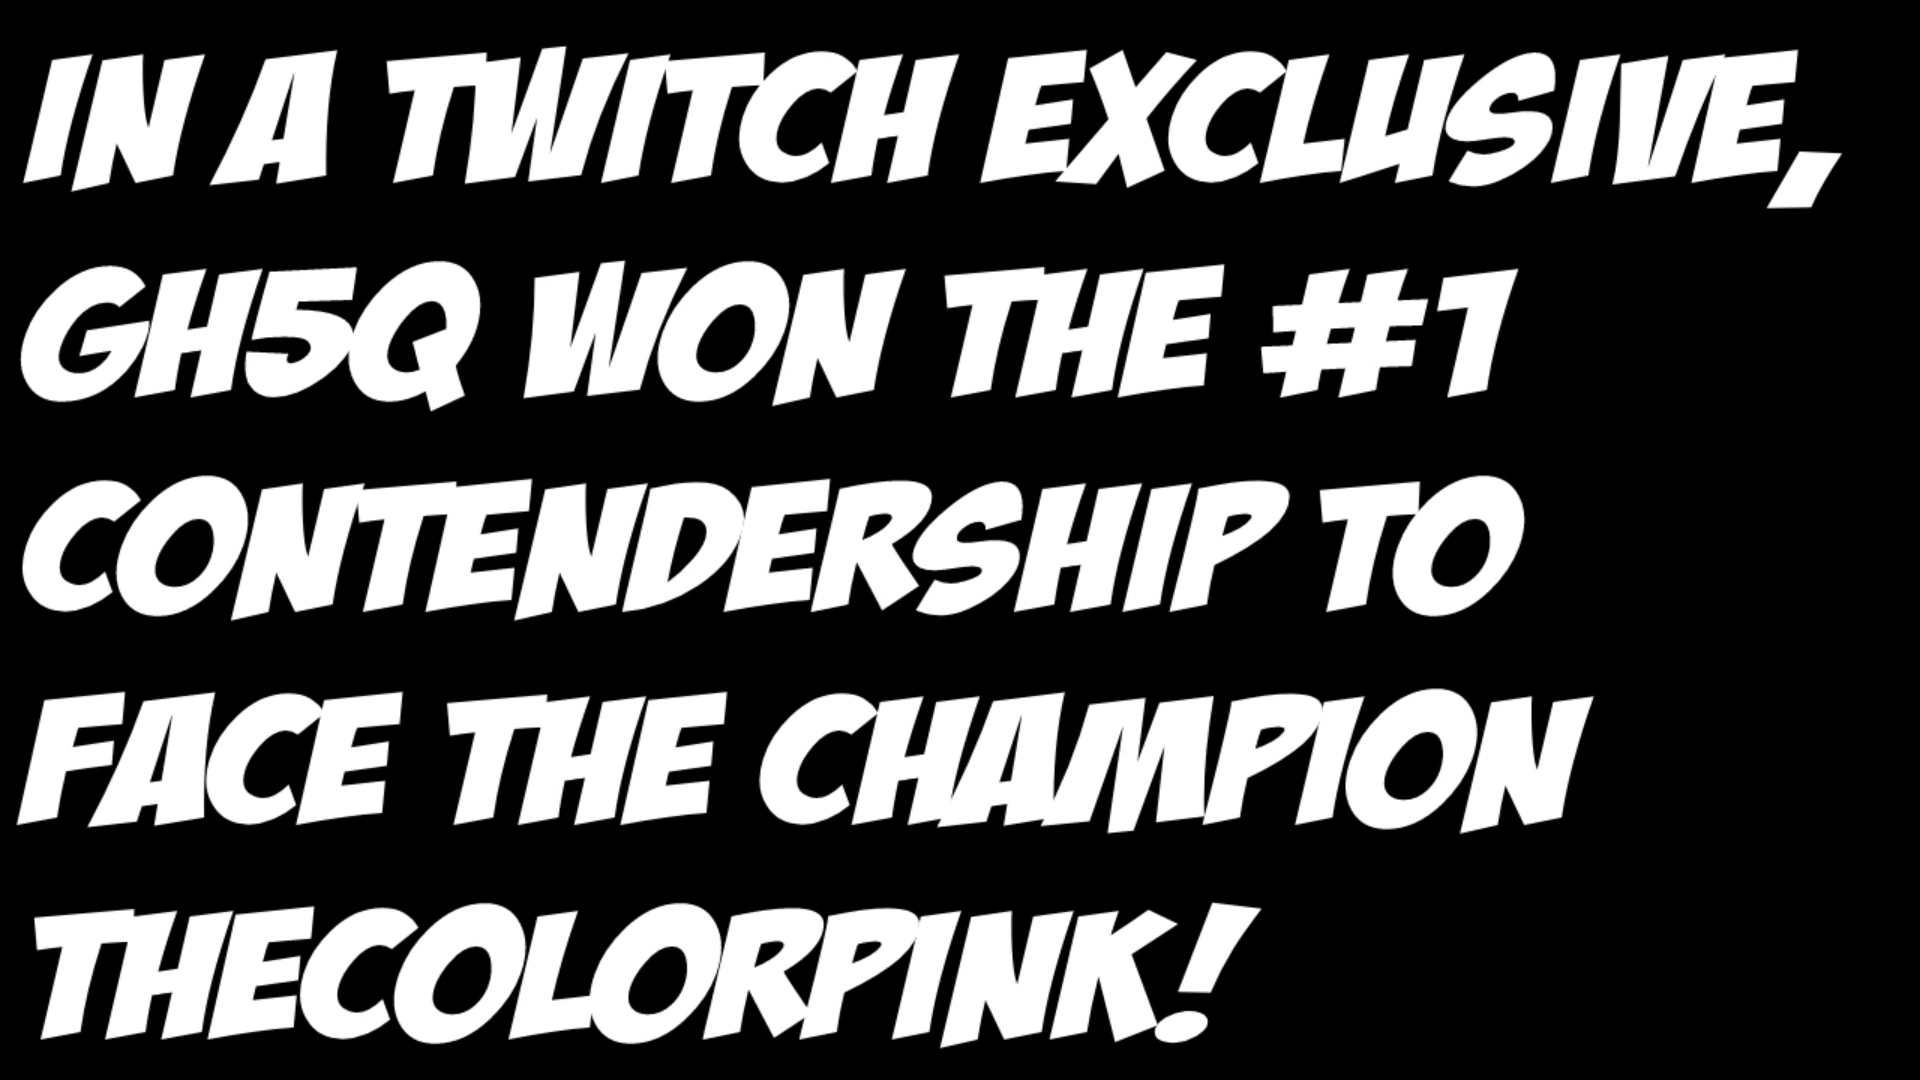 IN A TWITCH EXCLUSIVE,
GH5Q WON THE #1
CONTENDERSHIP TO
FACE THE CHAMPION
THECOLORPINK!